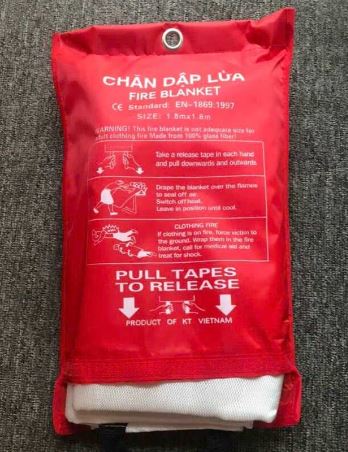 CHĂN DẬP LỬA
FIRE BLANKET
CE Standard: EN-1869:1997
SIZE: 1.8mx1.8m
WARNING! This fire blanket is not adequate size for
adult clothing fire Made from 100% glass fiber!
Take a release tape in each hand
and pull downwards and outwards
Drape the blanket over the flames
to seal off air.
Switch off heat.
Leave in position until cool.
CLOTHING FIRE
If clothing is on fire, force victim to
the ground. Wrap them in the fire
blanket, call for medical aid and
treat for shock.
PULL TAPES
TO RELEASE
PRODUCT OF KT VIETNAM